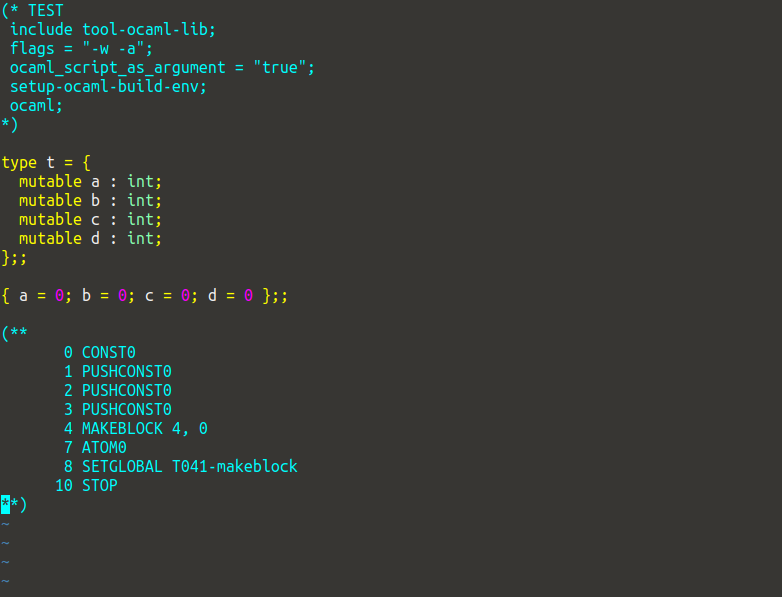 (* TEST
 include tool-ocaml-lib;
 flags = "-w -a";
 ocaml_script_as_argument = "true";
 setup-ocaml-build-env;
 ocaml;
*)

type t = {
  mutable a : int;
  mutable b : int;
  mutable c : int;
  mutable d : int;
};;

{ a = 0; b = 0; c = 0; d = 0 };;

(**
       0 CONST0
       1 PUSHCONST0
       2 PUSHCONST0
       3 PUSHCONST0
       4 MAKEBLOCK 4, 0
       7 ATOM0
       8 SETGLOBAL T041-makeblock
      10 STOP
**)
~
~
~
~